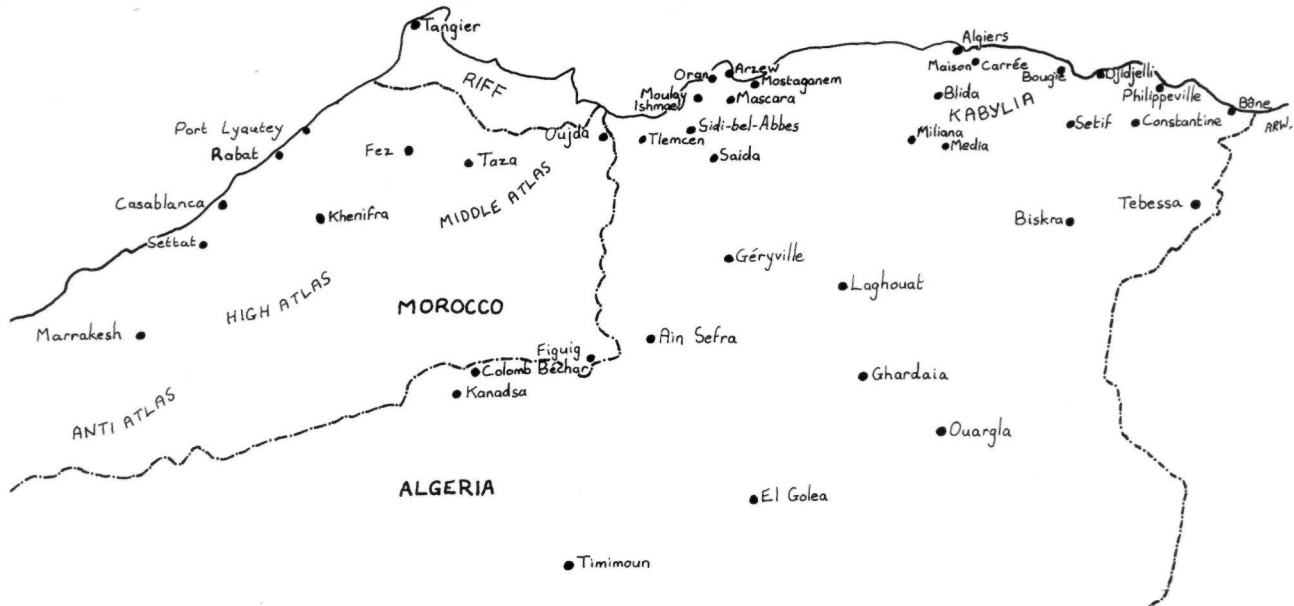 Tangier
RIFF
Algiers
Maison Carrée
Oran
Arzew
Mostaganem
Bougie
Djidjelli
Moulay
Ishmael
Mascara
Blida
KABYLIA
Philippeville
Bône
ARW.
Port Lyautey
Rabat
Fez
Taza
Oujda
Tlemcen
Sidi-bel-Abbes
Saida
Miliana
Media
Setif
Constantine
Casablanca
Khenifra
MIDDLE ATLAS
Biskra
Tebessa
Settat
Géryville
Laghouat
HIGH ATLAS
MOROCCO
Marrakesh
Figuig
Ain Sefra
Colomb Béchar
Kanadsa
Ghardaia
ANTI ATLAS
Ouargla
ALGERIA
El Golea
Timimoun